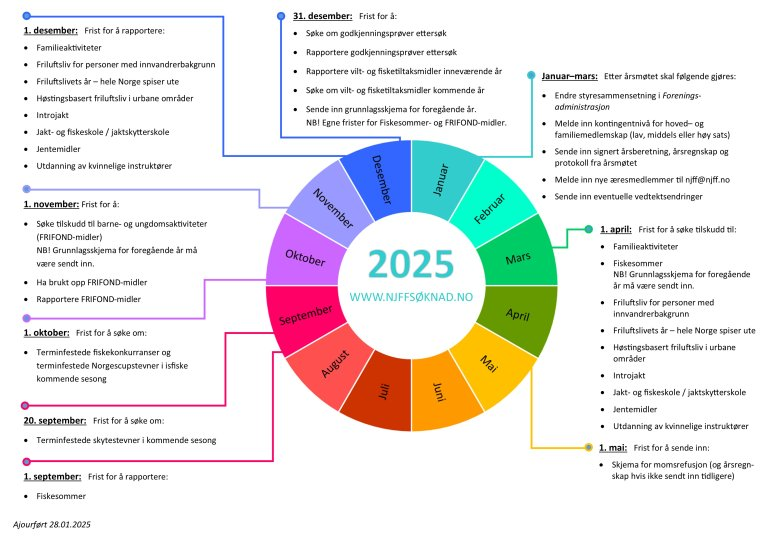 1. desember: Frist for å rapportere:
• Familieaktiviteter
• Friluftsliv for personer med innvandrerbakgrunn
• Friluftslivets år – hele Norge spiser ute
• Høstingsbasert friluftsliv i urbane områder
• Introjakt
• Jakt- og fiskeskole / jaktskytterskole
• Jentemidler
• Utdanning av kvinnelige instruktører
31. desember: Frist for å:
• Søke om godkjenningsprøver ettersøk
• Rapportere godkjenningsprøver ettersøk
• Rapportere vilt- og fisketiltaksmidler inneværende år
• Søke om vilt- og fisketiltaksmidler kommende år
• Sende inn grunnlagsskjema for foregående år.
NB! Egne frister for Fiskesommer- og FRIFOND-midler.
Januar–mars: Etter årsmøtet skal følgende gjøres:
• Endre styresammensetning i Forenings-
administrasjon
• Melde inn kontingentnivå for hoved– og
familiemedlemskap (lav, middels eller høy sats)
• Sende inn signert årsberetning, årsregnskap og
protokoll fra årsmøtet
• Melde inn nye æresmedlemmer til njff@njff.no
• Sende inn eventuelle vedtektsendringer
1. november: Frist for å:
• Søke tilskudd til barne- og ungdomsaktiviteter
(FRIFOND-midler)
NB! Grunnlagsskjema for foregående år må
være sendt inn.
• Ha brukt opp FRIFOND-midler
• Rapportere FRIFOND-midler
1. oktober: Frist for å søke om:
• Terminfestede fiskekonkurranser og
terminfestede Norgescupstevner i isfiske
kommende sesong
20. september: Frist for å søke om:
• Terminfestede skytestevner i kommende sesong
1. september: Frist for å rapportere:
• Fiskesommer
Januar
Februar
Mars
April
Mai
Juni
Juli
August
September
Oktober
November
Desember
2025
WWW.NJFFSØKNAD.NO
1. april: Frist for å søke tilskudd til:
• Familieaktiviteter
• Fiskesommer
NB! Grunnlagsskjema for foregående
år må være sendt inn.
• Friluftsliv for personer med
innvandrerbakgrunn
• Friluftslivets år – hele Norge spiser ute
• Høstingsbasert friluftsliv i urbane
områder
• Introjakt
• Jakt- og fiskeskole / jaktskytterskole
• Jentemidler
• Utdanning av kvinnelige instruktører
1. mai: Frist for å sende inn:
• Skjema for momsrefusjon (og årsregn-
skap hvis ikke sendt inn tidligere)
Ajourført 28.01.2025